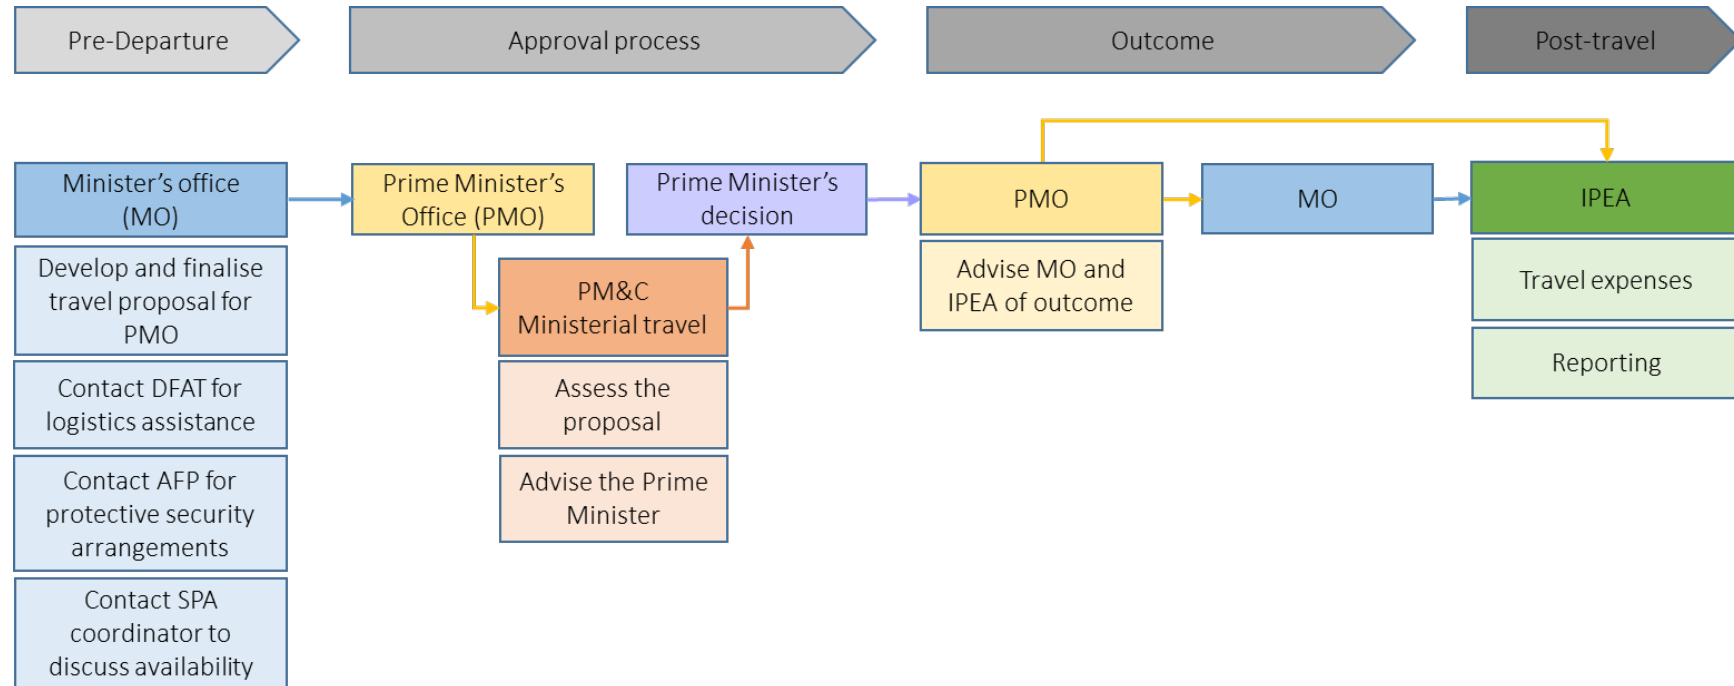 Pre-Departure
Approval process
Outcome
Post-travel
Minister's office
(MO)
Develop and finalise
travel proposal for
PMO
Contact DFAT for
logistics assistance
Contact AFP for
protective security
arrangements
Contact SPA
coordinator to
discuss availability
Prime Minister's
Office (PMO)
PM&C
Ministerial travel
Assess the
proposal
Advise the Prime
Minister
Prime Minister's
decision
PMO
Advise MO and
IPEA of outcome
MO
IPEA
Travel expenses
Reporting